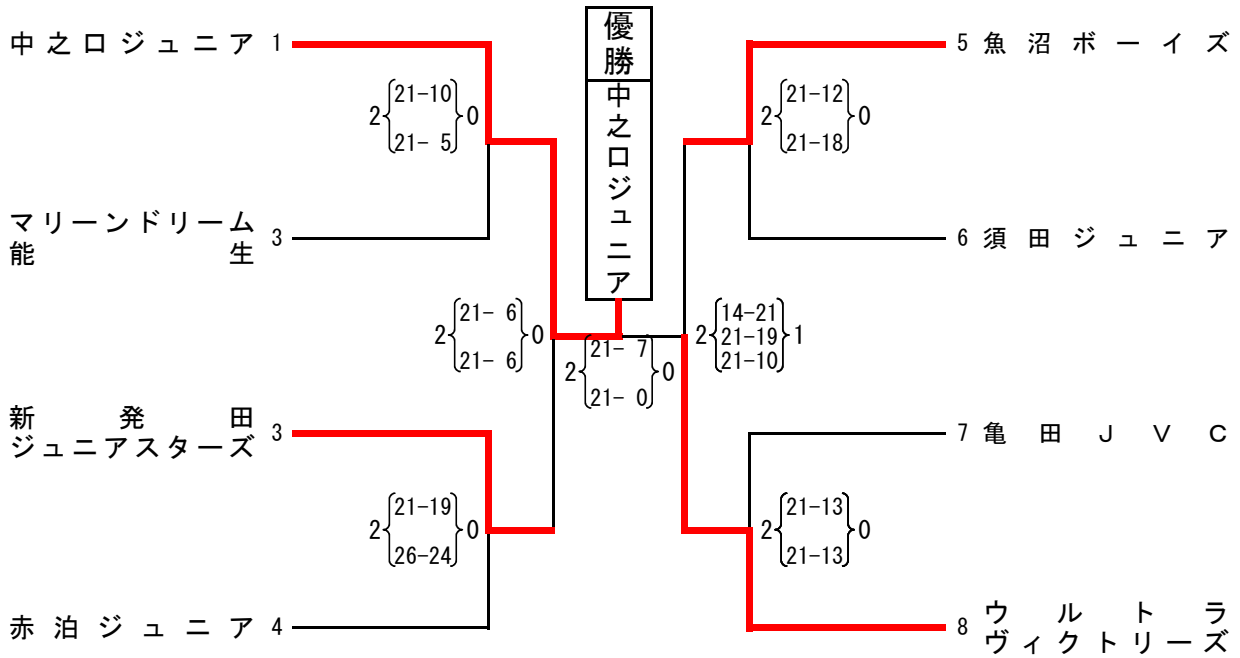 優勝
中之口ジュニア
中之口ジュニア 1
2 21-10 0
21- 5
マリーンドリーム
能生 3
2 21- 6 0
21- 6
新発田
ジュニアスターズ 3
2 21-19 0
26-24
赤泊ジュニア 4
2 21- 7 0
21- 0
5 魚沼ボーイズ
2 21-12 0
21-18
6 須田ジュニア
14-21
2 21-19 1
21-10
7 亀田JVC
2 21-13 0
21-13
8 ウルトラ
ヴィクトリーズ